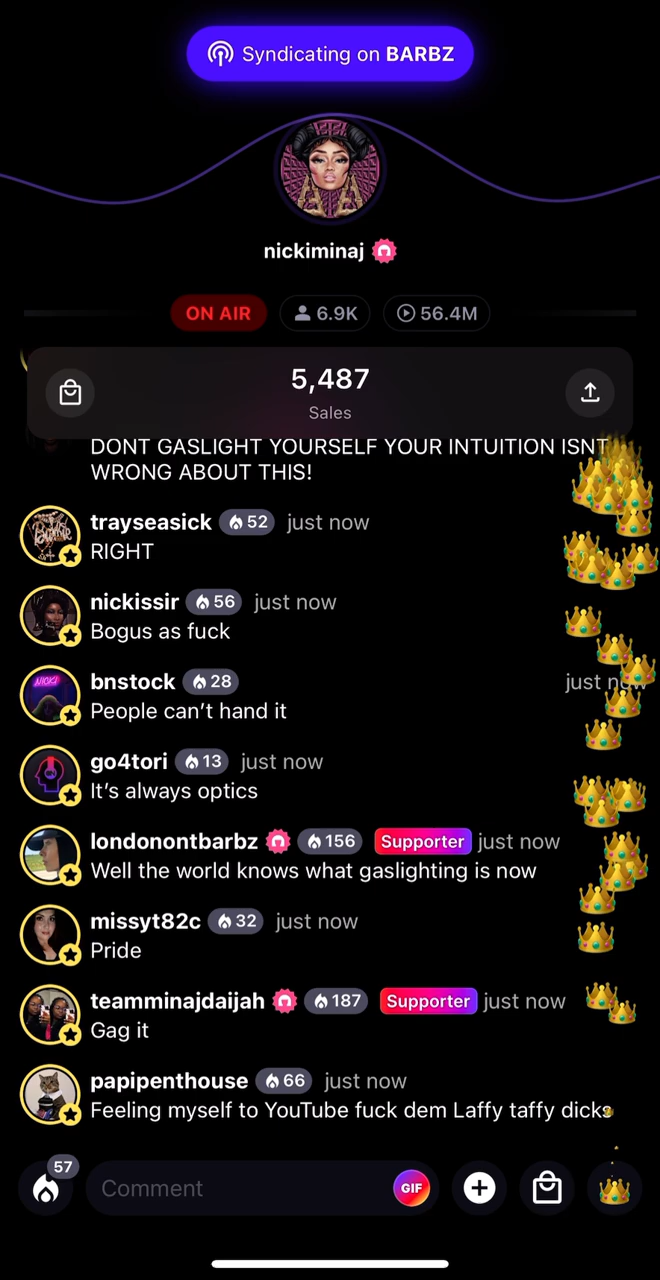 Syndicating on BARBZ
nickiminaj
ON AIR 6.9K 56.4M
5,487
Sales
DONT GASLIGHT YOURSELF YOUR INTUITION ISNT
WRONG ABOUT THIS!
trayseasick 52 just now
RIGHT
nickissir 56 just now
Bogus as fuck
bnstock 28 just now
People can’t hand it
go4tori 13 just now
It’s always optics
londonontbarbz 156 Supporter just now
Well the world knows what gaslighting is now
missyt82c 32 just now
Pride
teamminajdaijah 187 Supporter just now
Gag it
papipenthouse 66 just now
Feeling myself to YouTube fuck dem Laffy taffy dicks
57
Comment GIF